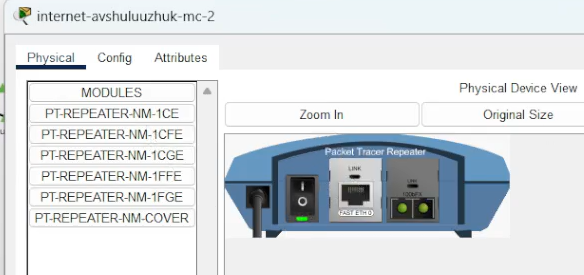 internet-avshuluuzhuk-mc-2
Physical Config Attributes
MODULES
PT-REPEATER-NM-1CE
PT-REPEATER-NM-1CFE
PT-REPEATER-NM-1CGE
PT-REPEATER-NM-1FFE
PT-REPEATER-NM-1FGE
PT-REPEATER-NM-COVER
Physical Device View
Zoom In Original Size
Packet Tracer Repeater
LINK
LINK
100bFX
FAST ETH 0